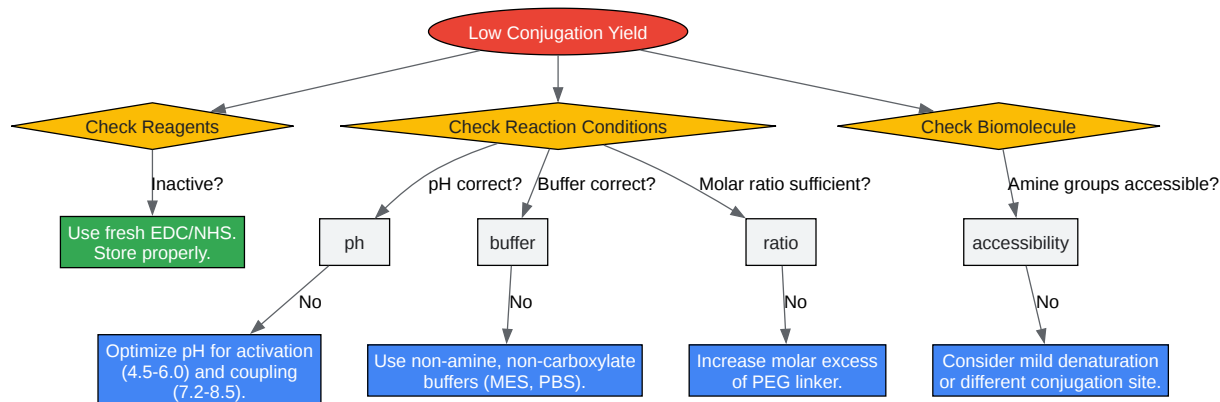 Low Conjugation Yield
Check Reagents
Check Reaction Conditions
Check Biomolecule
Inactive?
pH correct?
Buffer correct?
Molar ratio sufficient?
Amine groups accessible?
Use fresh EDC/NHS.
Store properly.
ph
buffer
ratio
accessibility
No
No
No
No
Optimize pH for activation
(4.5-6.0) and coupling
(7.2-8.5).
Use non-amine, non-carboxylate
buffers (MES, PBS).
Increase molar excess
of PEG linker.
Consider mild denaturation
or different conjugation site.